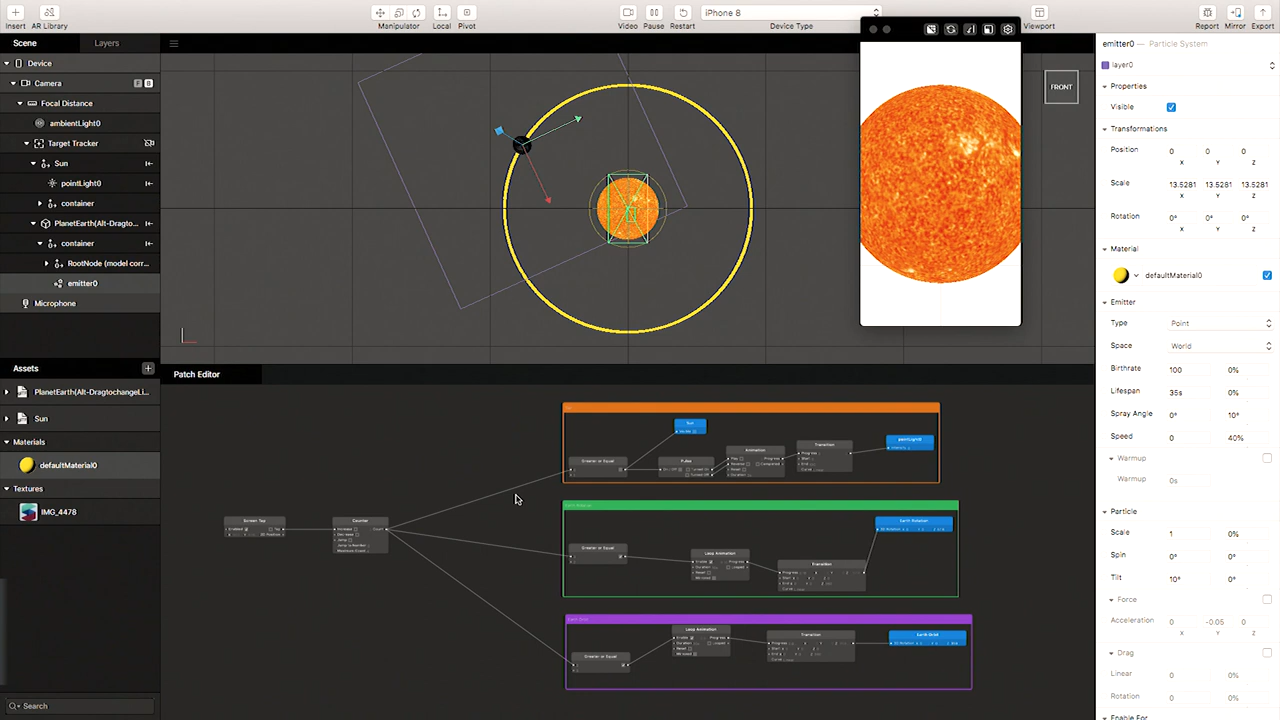 Insert AR Library Manipulator Local Pivot Video Pause Restart iPhone 8 Device Type Viewport Report Mirror Export
Scene Layers
Device
Camera F B
Focal Distance
ambientLight0
Target Tracker
Sun
pointLight0
container
PlanetEarth(Alt-Dragto...
container
RootNode (model corr...
emitter0
Microphone
Assets
PlanetEarth(Alt-DragtochangeLi...
Sun
Materials
defaultMaterial0
Textures
IMG_4478
Search
FRONT
Patch Editor
Screen Tap
Counter
Sun
Greater or Equal
Pulse
Animation
Transition
pointLight0
Greater or Equal
Loop Animation
Transition
Earth Rotation
Earth Orbit
Greater or Equal
Loop Animation
Transition
Earth Orbit
emitter0 — Particle System
layer0
Properties
Visible
Transformations
Position 0 0 0
X Y Z
Scale 13.5281 13.5281 13.5281
X Y Z
Rotation 0° 0° 0°
X Y Z
Material
defaultMaterial0
Emitter
Type Point
Space World
Birthrate 100 0%
Lifespan 35s 0%
Spray Angle 0° 10°
Speed 0 40%
Warmup
Warmup 0s
Particle
Scale 1 0%
Spin 0° 0°
Tilt 10° 0°
Force
Acceleration 0 -0.05 0
X Y Z
Drag
Linear 0 0%
Rotation 0 0%
Enable For